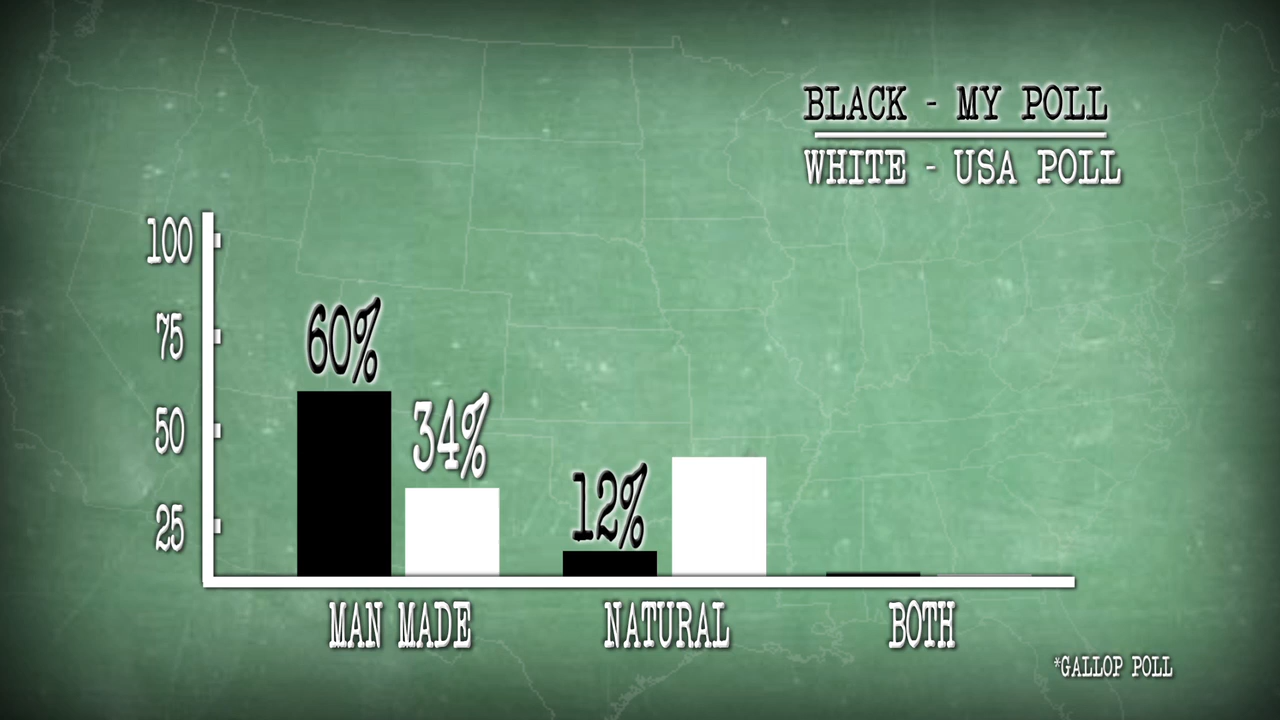 BLACK - MY POLL
WHITE - USA POLL
100
75
50
25
60%
34%
12%
MAN MADE
NATURAL
BOTH
*GALLOP POLL